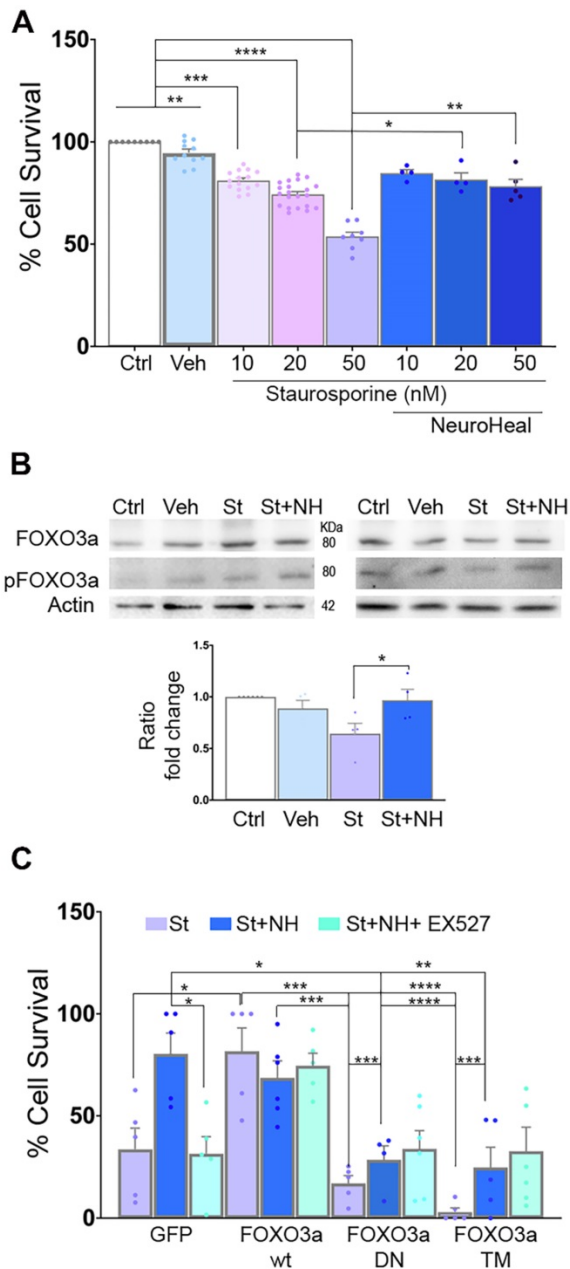 A
150
****
***
**
**
*
100
% Cell Survival
50
0
Ctrl Veh 10 20 50 10 20 50
Staurosporine (nM)
NeuroHeal
B
Ctrl Veh St St+NH KDa Ctrl Veh St St+NH
FOXO3a 80
pFOXO3a 80
Actin 42
1.5
*
1.0
Ratio
fold change
0.5
0.0
Ctrl Veh St St+NH
C
150
St St+NH St+NH+ EX527
* **
* *** ****
* *** ****
100
*** ***
% Cell Survival
50
0
GFP FOXO3a FOXO3a FOXO3a
wt DN TM